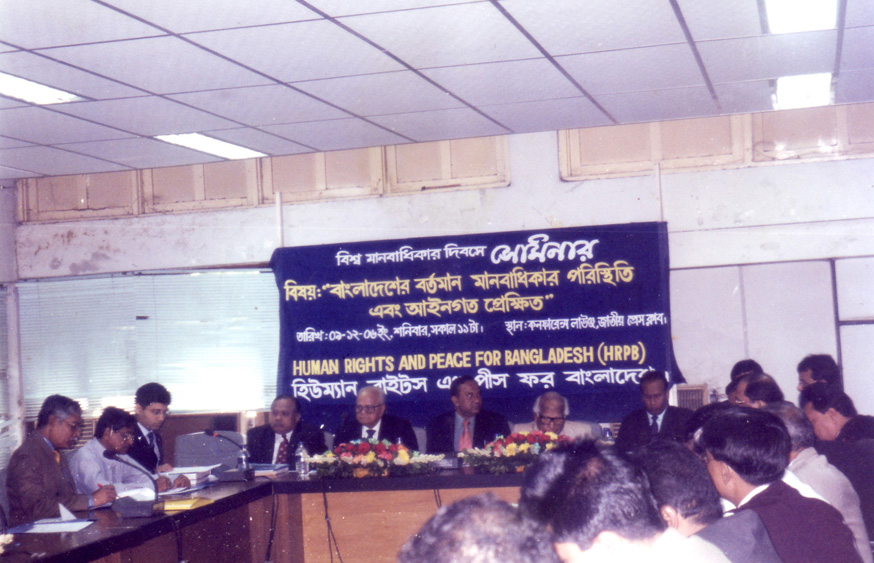 বিশ্ব মানবাধিকার দিবসে সেমিনার
বিষয়:"বাংলাদেশের বর্তমান মানবাধিকার পরিস্থিতি
এবং আইনগত প্রেক্ষিত"
তারিখ: ০৯-১২-০৬ইং, শনিবার, সকাল ১১টা। স্থান: কনফারেন্স লাউঞ্জ, জাতীয় প্রেস ক্লাব।
HUMAN RIGHTS AND PEACE FOR BANGLADESH (HRPB)
হিউম্যান রাইটস এন্ড পীস ফর বাংলাদেশ।